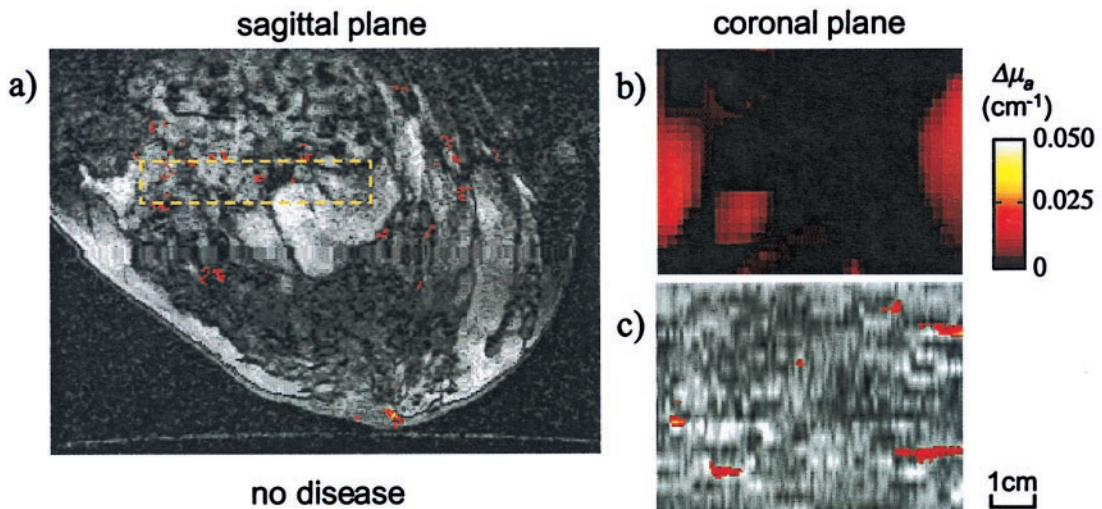 sagittal plane
coronal plane
a)
b)
Δμa
(cm-1)
0.050
0.025
0
c)
no disease
1cm